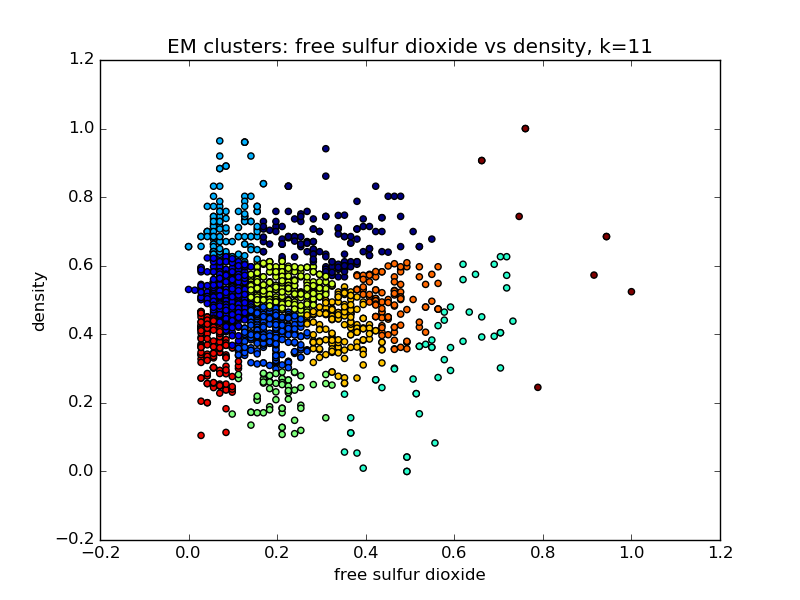 EM clusters: free sulfur dioxide vs density, k=11
1.2
1.0
0.8
0.6
0.4
0.2
0.0
−0.2
density
−0.2 0.0 0.2 0.4 0.6 0.8 1.0 1.2
free sulfur dioxide